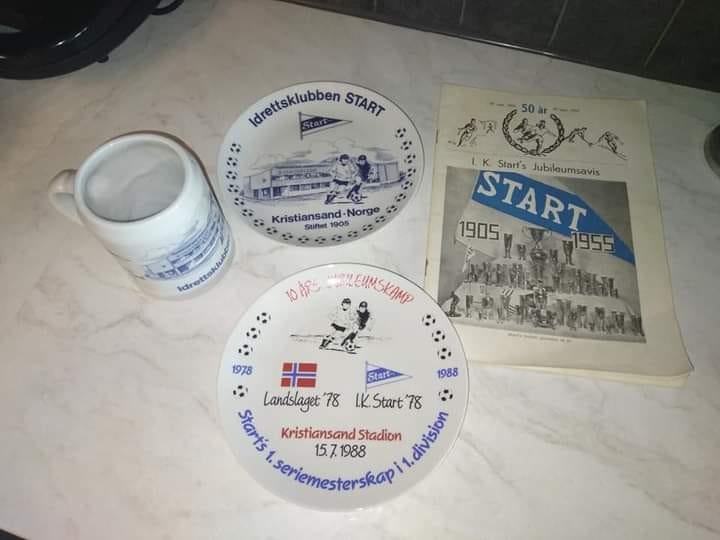 Idrettsklubben START
Start
Kristiansand - Norge
Stiftet 1905
Idrettsklubb
10 ÅRS JUBILEUMSKAMP
1978
1988
Start
Landslaget '78
I.K. Start '78
Kristiansand Stadion
15.7.1988
Start's 1. seriemesterskap i 1. division
50 år
I. K. Start's Jubileumsavis
START
1905
1955